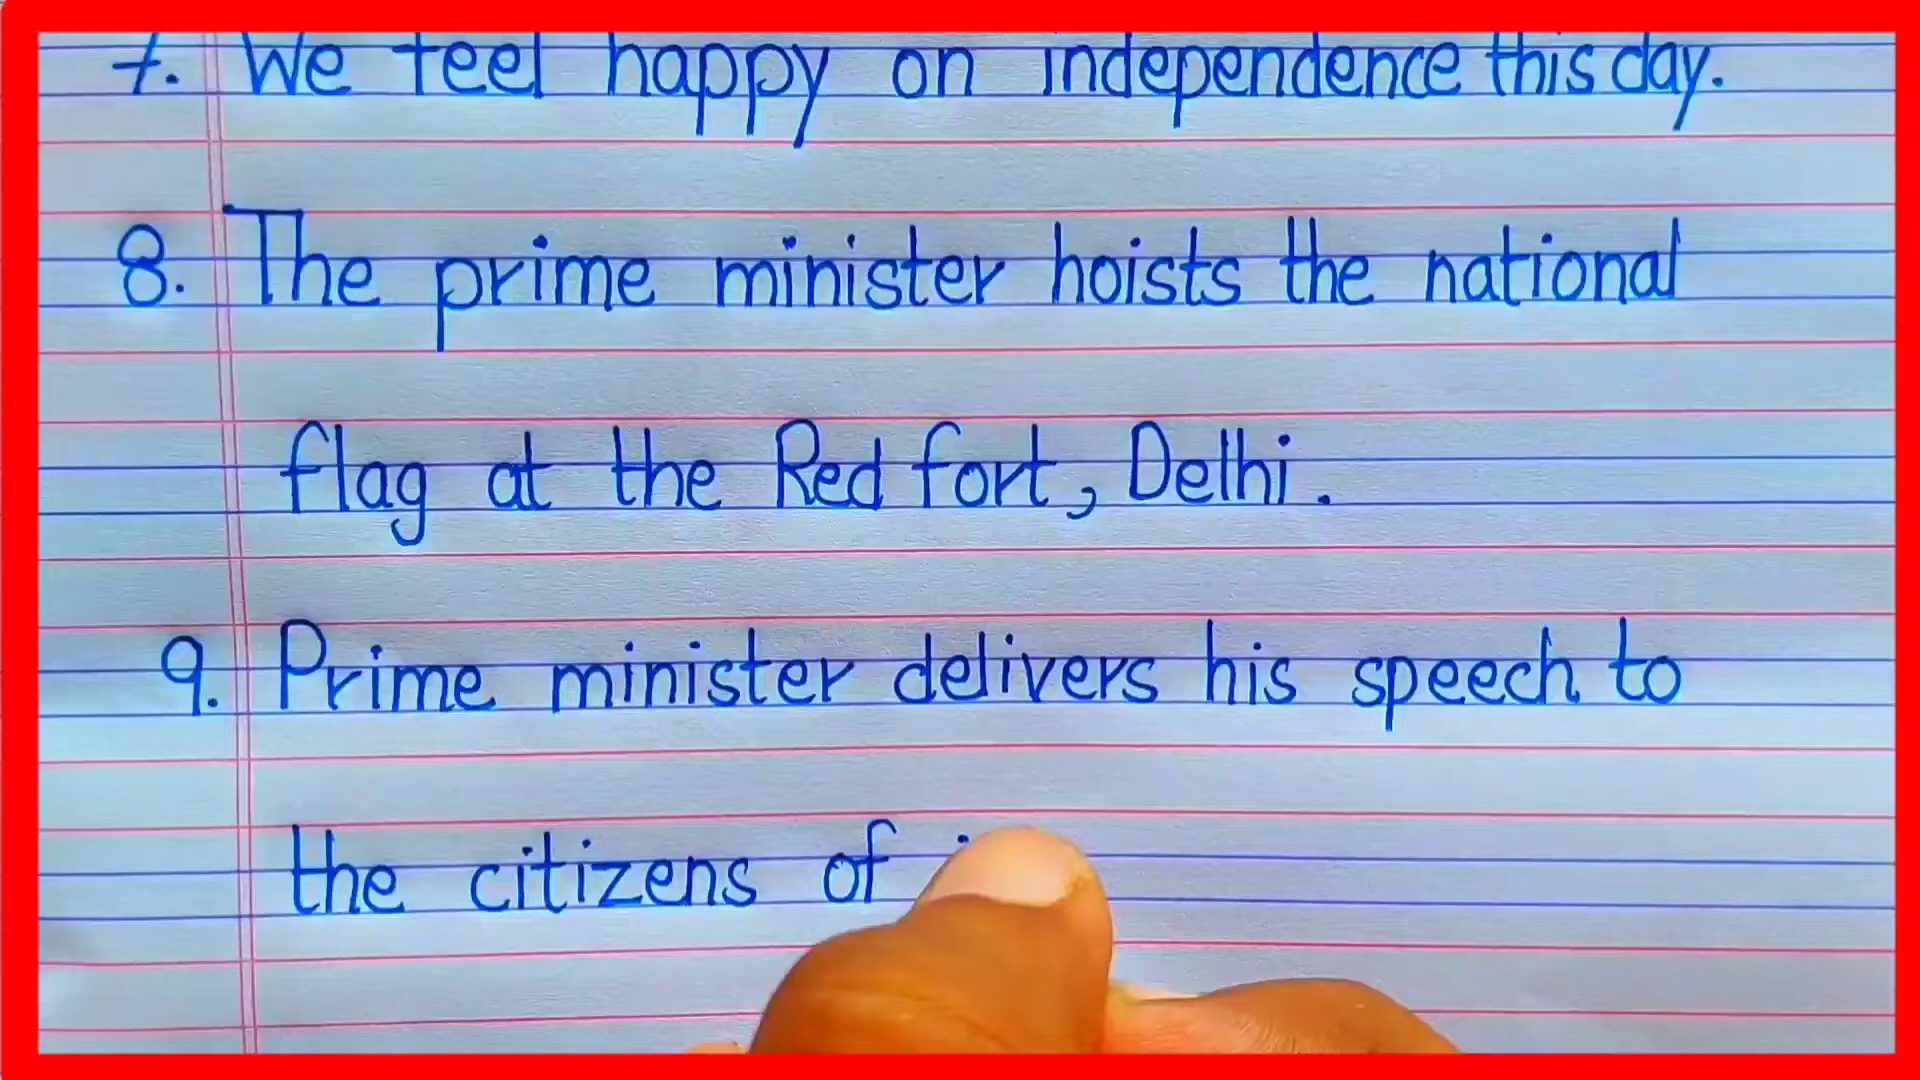 7. We feel happy on independence this day.
8. The prime minister hoists the national
flag at the Red fort, Delhi.
9. Prime minister delivers his speech to
the citizens of